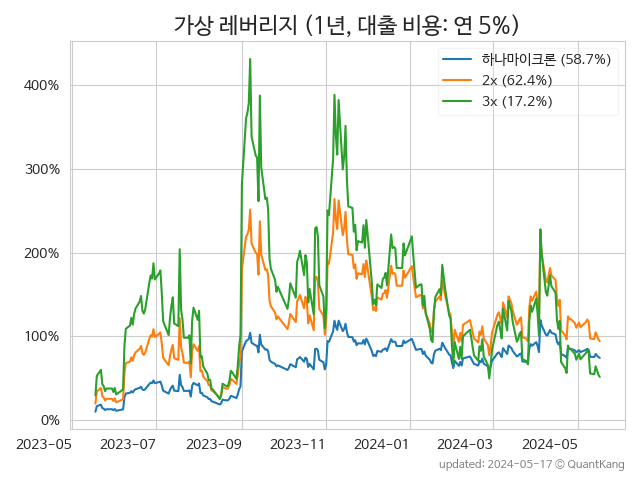 가상 레버리지 (1년, 대출 비용: 연 5%)
하나마이크론 (58.7%)
2x (62.4%)
3x (17.2%)
400%
300%
200%
100%
0%
2023-05 2023-07 2023-09 2023-11 2024-01 2024-03 2024-05
updated: 2024-05-17 © QuantKang